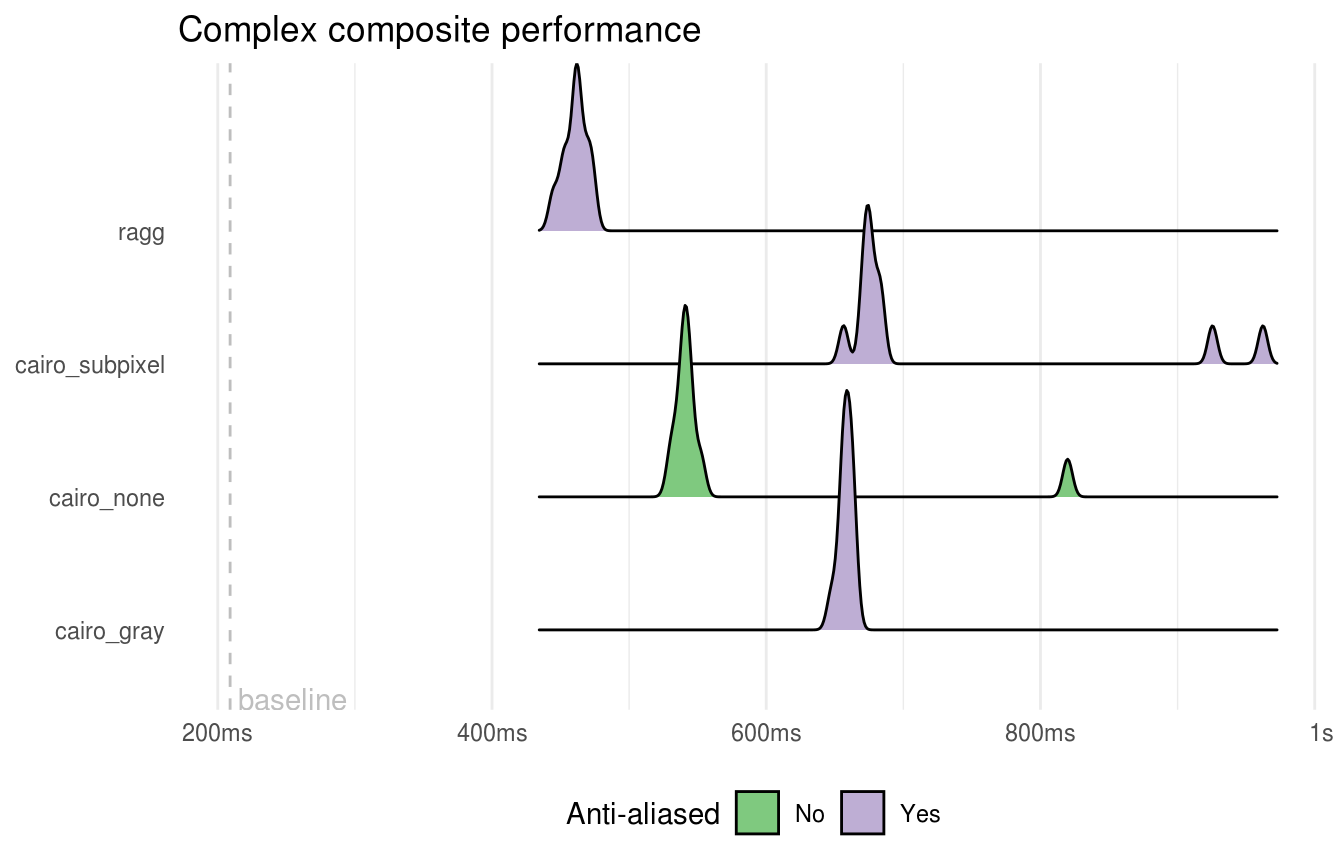 Complex composite performance
ragg
cairo_subpixel
cairo_none
cairo_gray
baseline
200ms 400ms 600ms 800ms 1s
Anti-aliased No Yes